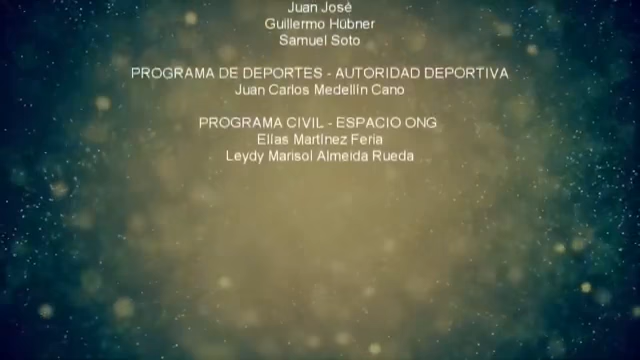 Juan José
Guillermo Hübner
Samuel Soto
PROGRAMA DE DEPORTES - AUTORIDAD DEPORTIVA
Juan Carlos Medellin Cano
PROGRAMA CIVIL - ESPACIO ONG
Elías Martínez Feria
Leydy Marisol Almeida Rueda